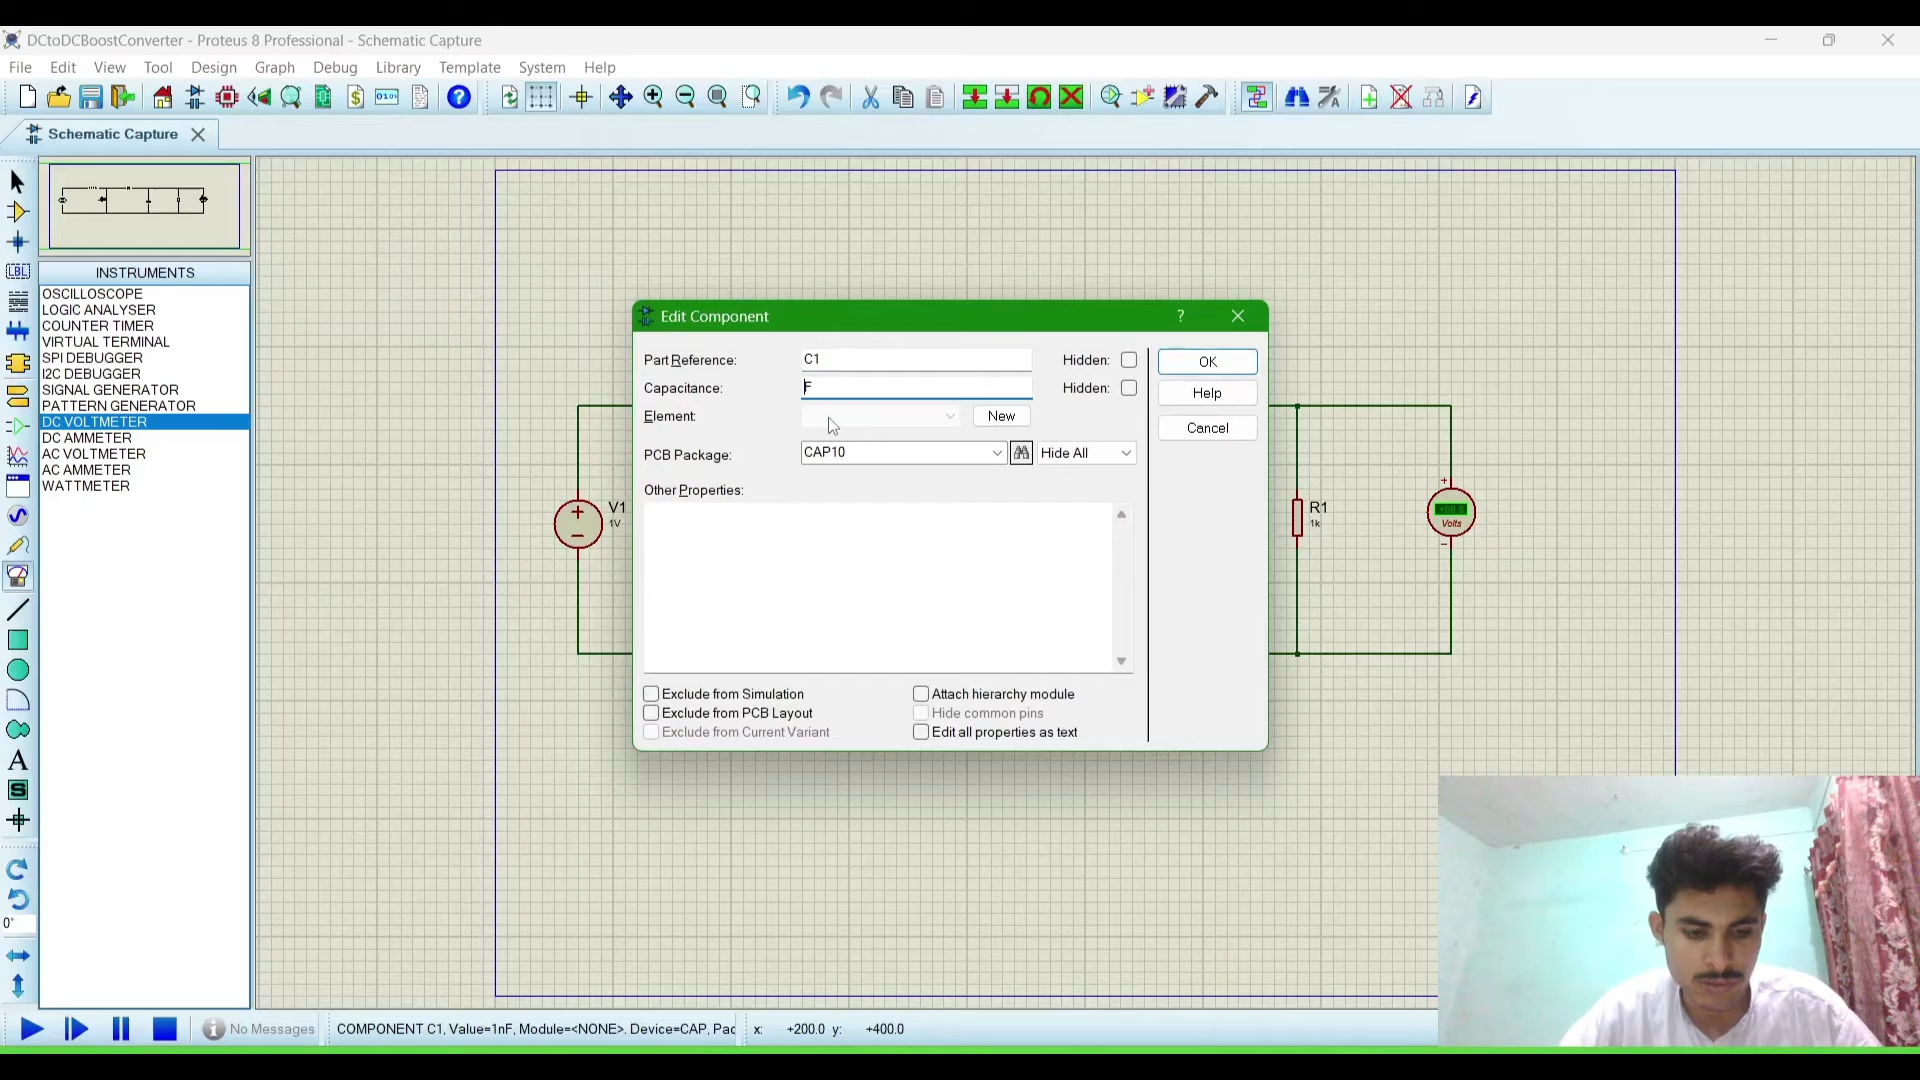 DCtoDCBoostConverter - Proteus 8 Professional - Schematic Capture
File Edit View Tool Design Graph Debug Library Template System Help
Schematic Capture
LBL
INSTRUMENTS
OSCILLOSCOPE
LOGIC ANALYSER
COUNTER TIMER
VIRTUAL TERMINAL
SPI DEBUGGER
I2C DEBUGGER
SIGNAL GENERATOR
PATTERN GENERATOR
DC VOLTMETER
DC AMMETER
AC VOLTMETER
AC AMMETER
WATTMETER
A
S
0°
Edit Component ?
Part Reference: C1 Hidden:
Capacitance: F Hidden:
Element: New
PCB Package: CAP10 Hide All
Other Properties:
Exclude from Simulation
Exclude from PCB Layout
Exclude from Current Variant
Attach hierarchy module
Hide common pins
Edit all properties as text
OK
Help
Cancel
V1
1V
R1
1k
Volts
No Messages COMPONENT C1, Value=1nF, Module=<NONE>. Device=CAP, Pac x: +200.0 y: +400.0